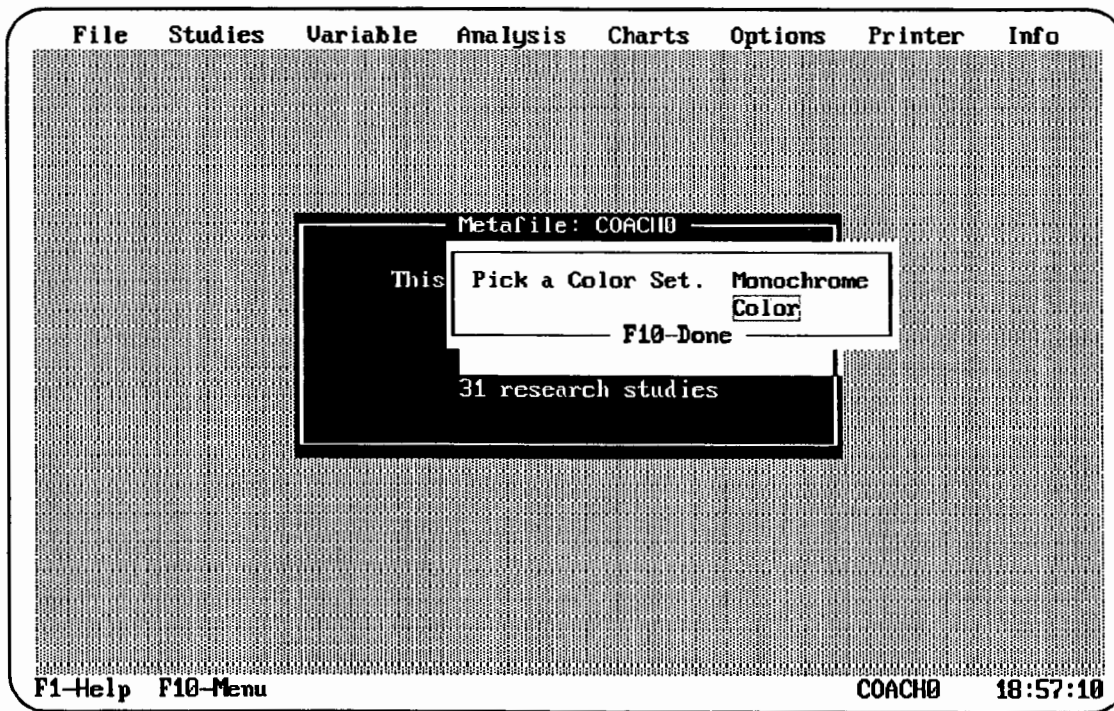 File Studies Variable Analysis Charts Options Printer Info
Metafile: COACH0
This
Pick a Color Set. Monochrome
Color
F10-Done
31 research studies
F1-Help F10-Menu COACH0 18:57:10